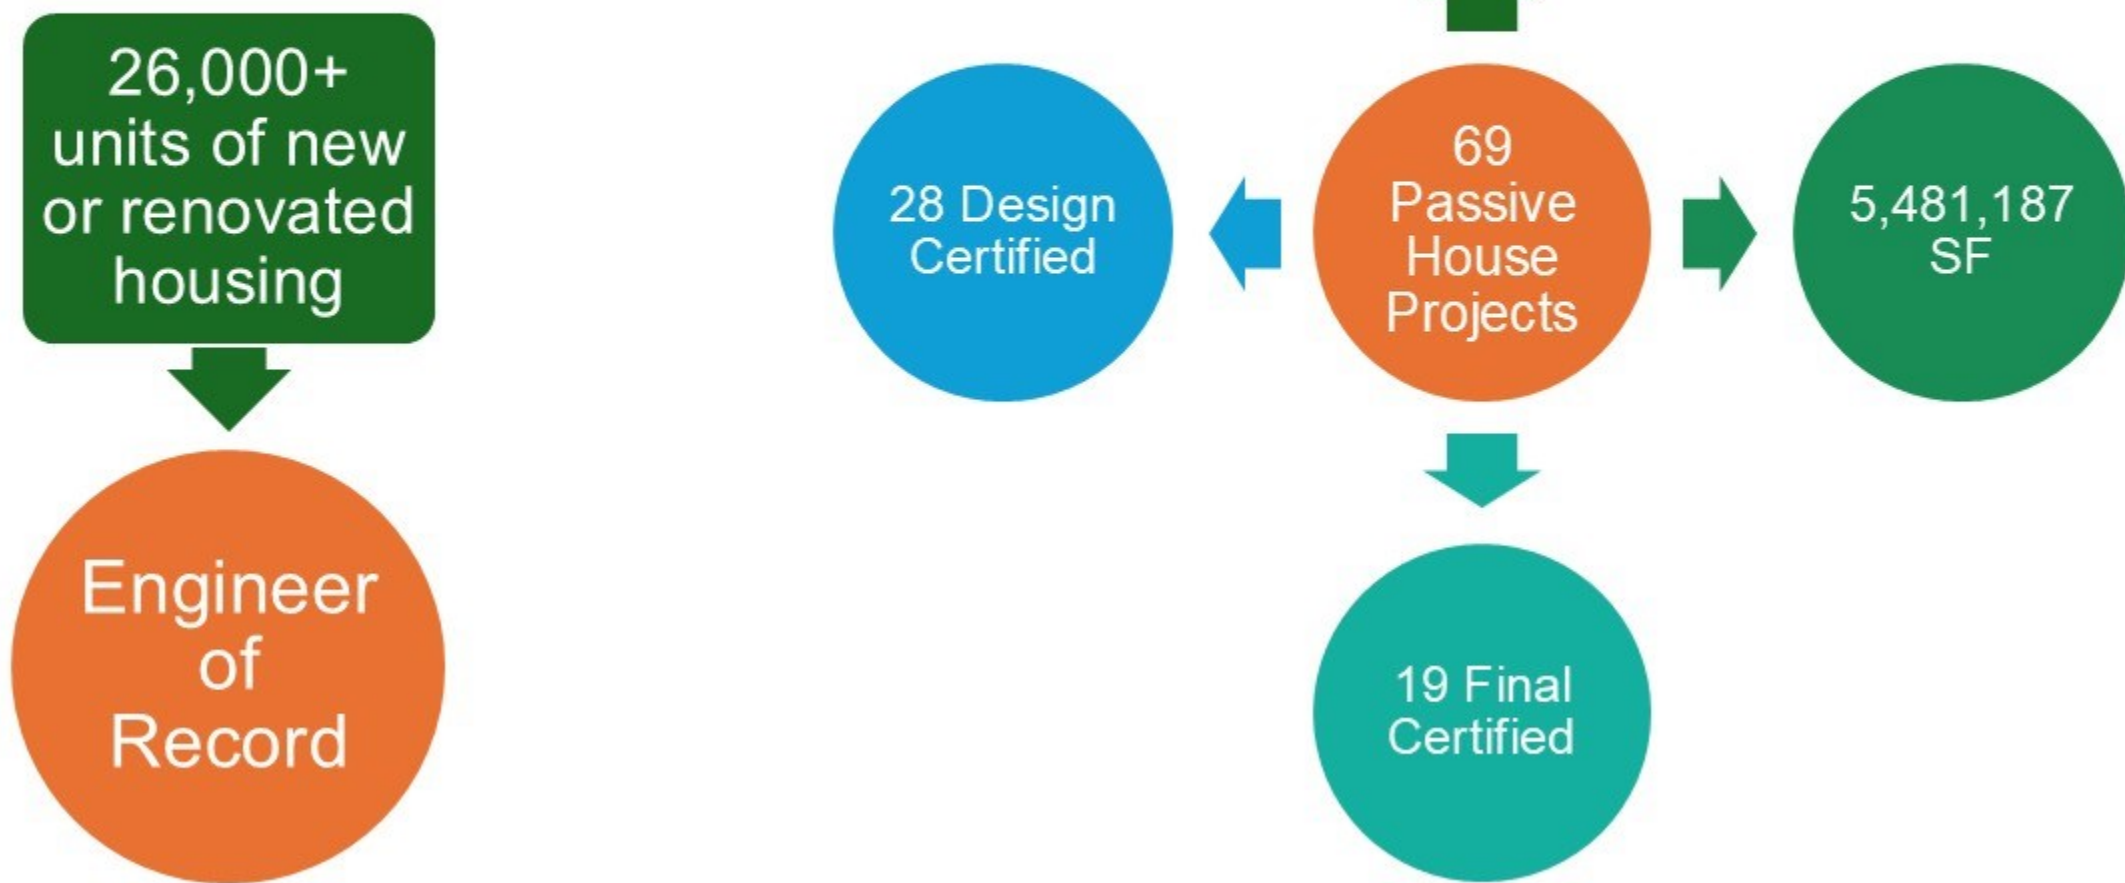 26,000+
units of new
or renovated
housing
Engineer
of
Record
28 Design
Certified
69
Passive
House
Projects
5,481,187
SF
19 Final
Certified